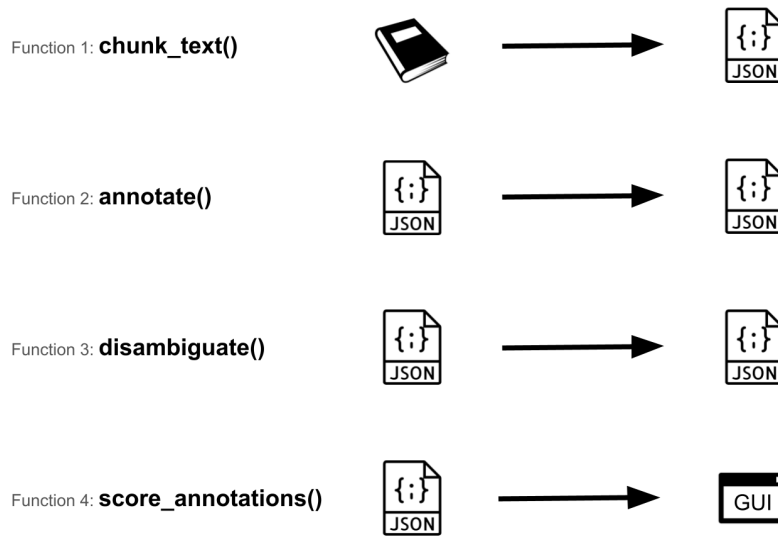 Function 1: chunk_text()
{;}
JSON
Function 2: annotate()
{;} {;}
JSON JSON
Function 3: disambiguate()
{;} {;}
JSON JSON
Function 4: score_annotations()
{;}
JSON
GUI